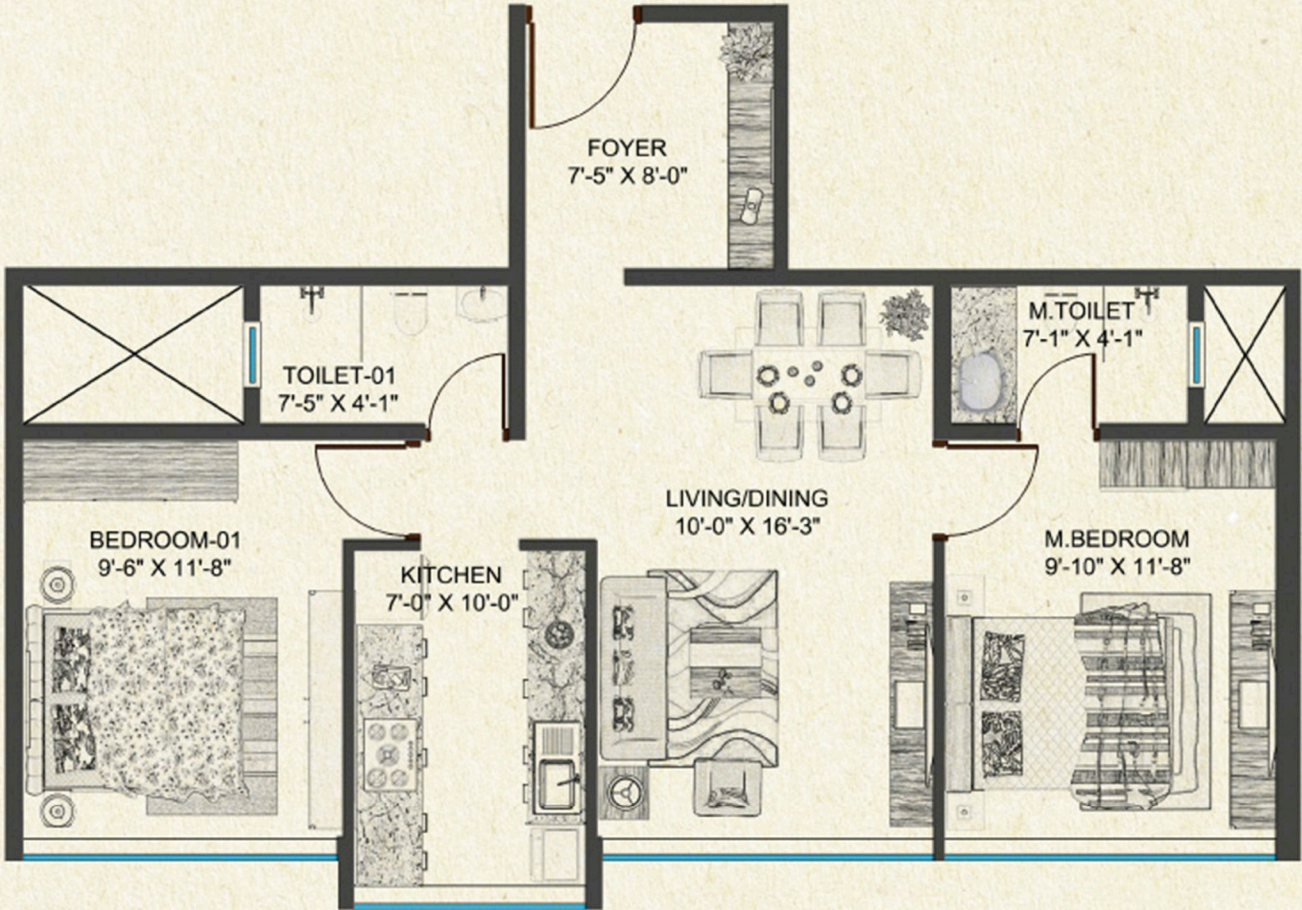 FOYER
7'-5" X 8'-0"
M.TOILET
7'-1" X 4'-1"
TOILET-01
7'-5" X 4'-1"
LIVING/DINING
10'-0" X 16'-3"
BEDROOM-01
9'-6" X 11'-8"
M.BEDROOM
9'-10" X 11'-8"
KITCHEN
7'-0" X 10'-0"